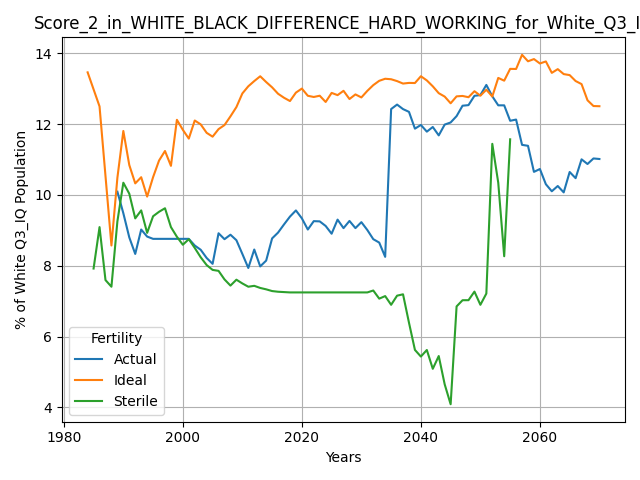 Score_2_in_WHITE_BLACK_DIFFERENCE_HARD_WORKING_for_White_Q3_I
% of White Q3_IQ Population
14
12
10
8
6
4
Fertility
Actual
Ideal
Sterile
1980
2000
2020
2040
2060
Years